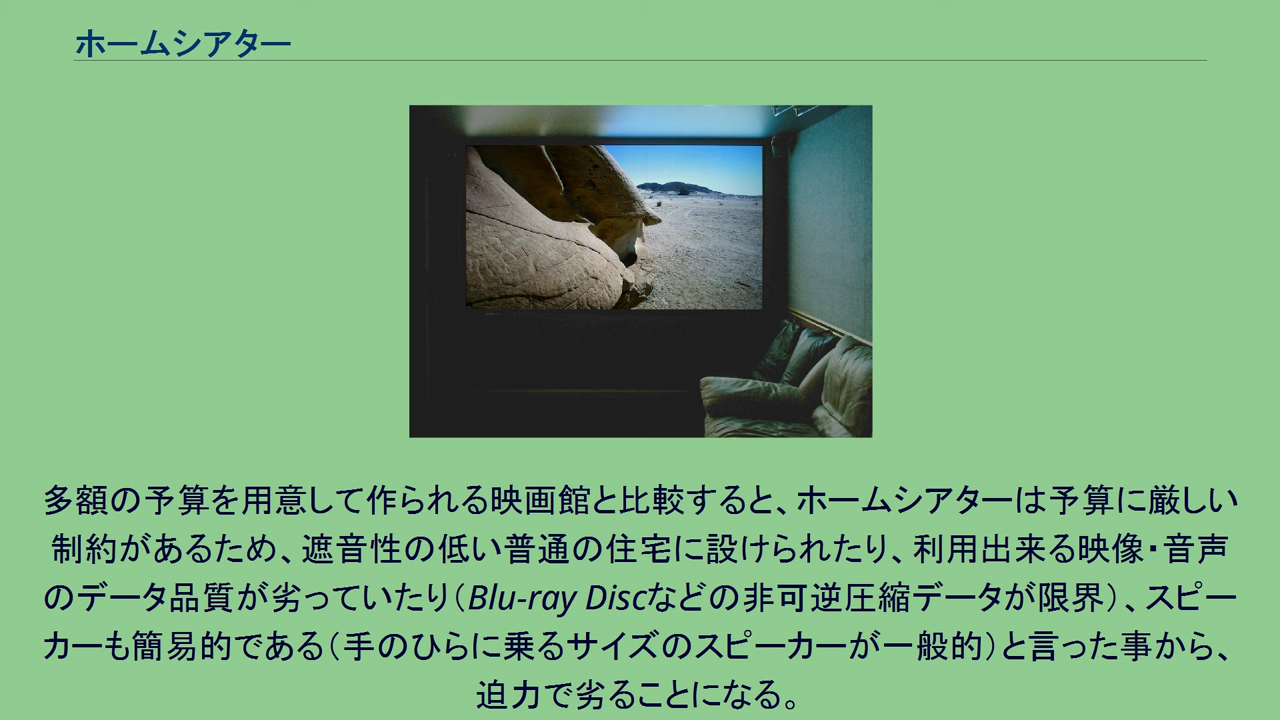 ホームシアター
多額の予算を用意して作られる映画館と比較すると、ホームシアターは予算に厳しい
制約があるため、遮音性の低い普通の住宅に設けられたり、利用出来る映像・音声
のデータ品質が劣っていたり（Blu-ray Discなどの非可逆圧縮データが限界）、スピー
カーも簡易的である（手のひらに乗るサイズのスピーカーが一般的）と言った事から、
迫力で劣ることになる。